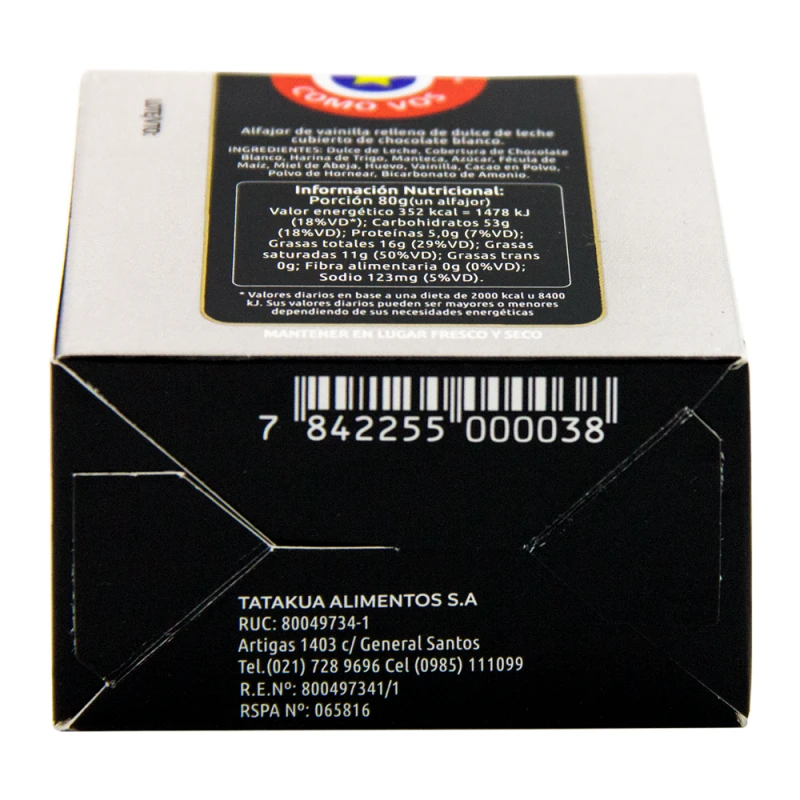 COMO VOS
LOTE/VTO:
Alfajor de vainilla relleno de dulce de leche
cubierto de chocolate blanco.
INGREDIENTES: Dulce de Leche, Cobertura de Chocolate
Blanco, Harina de Trigo, Manteca, Azúcar, Fécula de
Maíz, Miel de Abeja, Huevo, Vainilla, Cacao en Polvo,
Polvo de Hornear, Bicarbonato de Amonio.
Información Nutricional:
Porción 80g(un alfajor)
Valor energético 352 kcal = 1478 kJ
(18%VD*); Carbohidratos 53g
(18%VD); Proteínas 5,0g (7%VD);
Grasas totales 16g (29%VD); Grasas
saturadas 11g (50%VD); Grasas trans
0g; Fibra alimentaria 0g (0%VD);
Sodio 123mg (5%VD).
* Valores diarios en base a una dieta de 2000 kcal u 8400
kJ. Sus valores diarios pueden ser mayores o menores
dependiendo de sus necesidades energéticas
MANTENER EN LUGAR FRESCO Y SECO
7 842255 000038
TATAKUA ALIMENTOS S.A
RUC: 80049734-1
Artigas 1403 c/ General Santos
Tel.(021) 728 9696 Cel (0985) 111099
R.E.Nº: 800497341/1
RSPA Nº: 065816